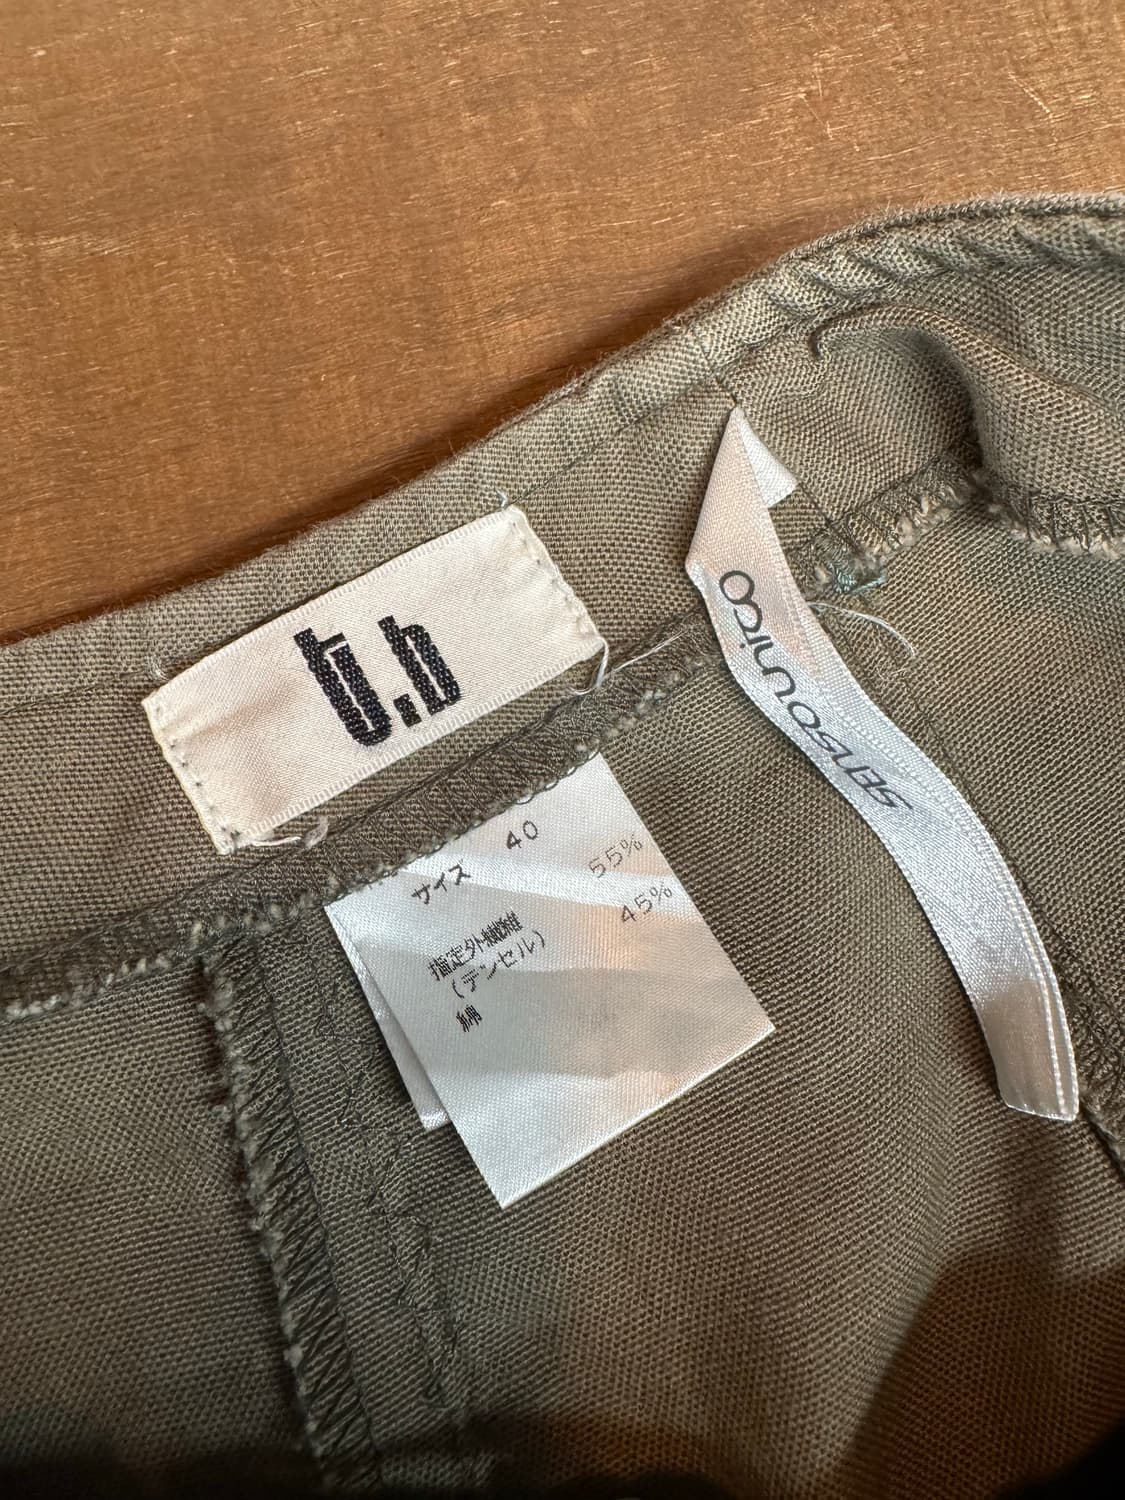 t.b
sensounico
サイズ 40
指定外繊維 55%
(テンセル)
綿 45%